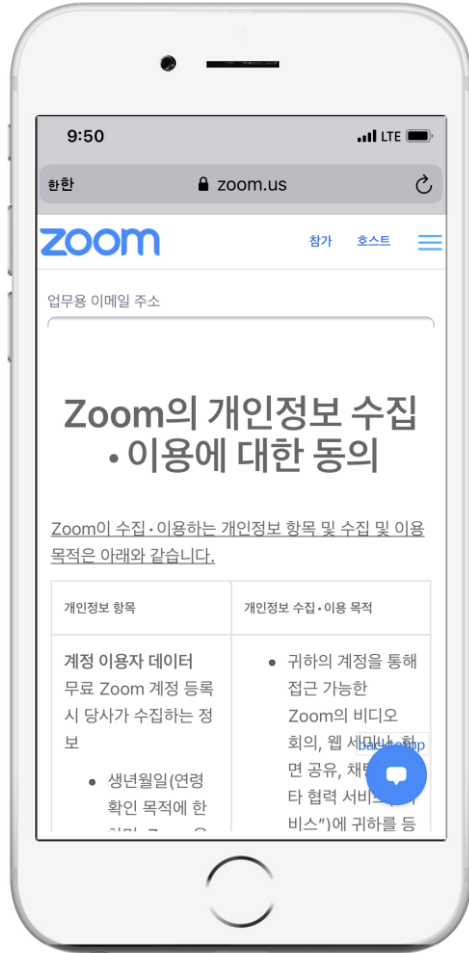 9:50
LTE
한한
zoom.us
zoom
참가
호스트
업무용 이메일 주소
Zoom의 개인정보 수집
•이용에 대한 동의
Zoom이 수집•이용하는 개인정보 항목 및 수집 및 이용
목적은 아래와 같습니다.
개인정보 항목
개인정보 수집•이용 목적
계정 이용자 데이터
무료 Zoom 계정 등록
시 당사가 수집하는 정
보
• 생년월일(연령
확인 목적에 한
• 귀하의 계정을 통해
접근 가능한
Zoom의 비디오
회의, 웹
면 공유,
타 협력
비스”)에 귀하를 등